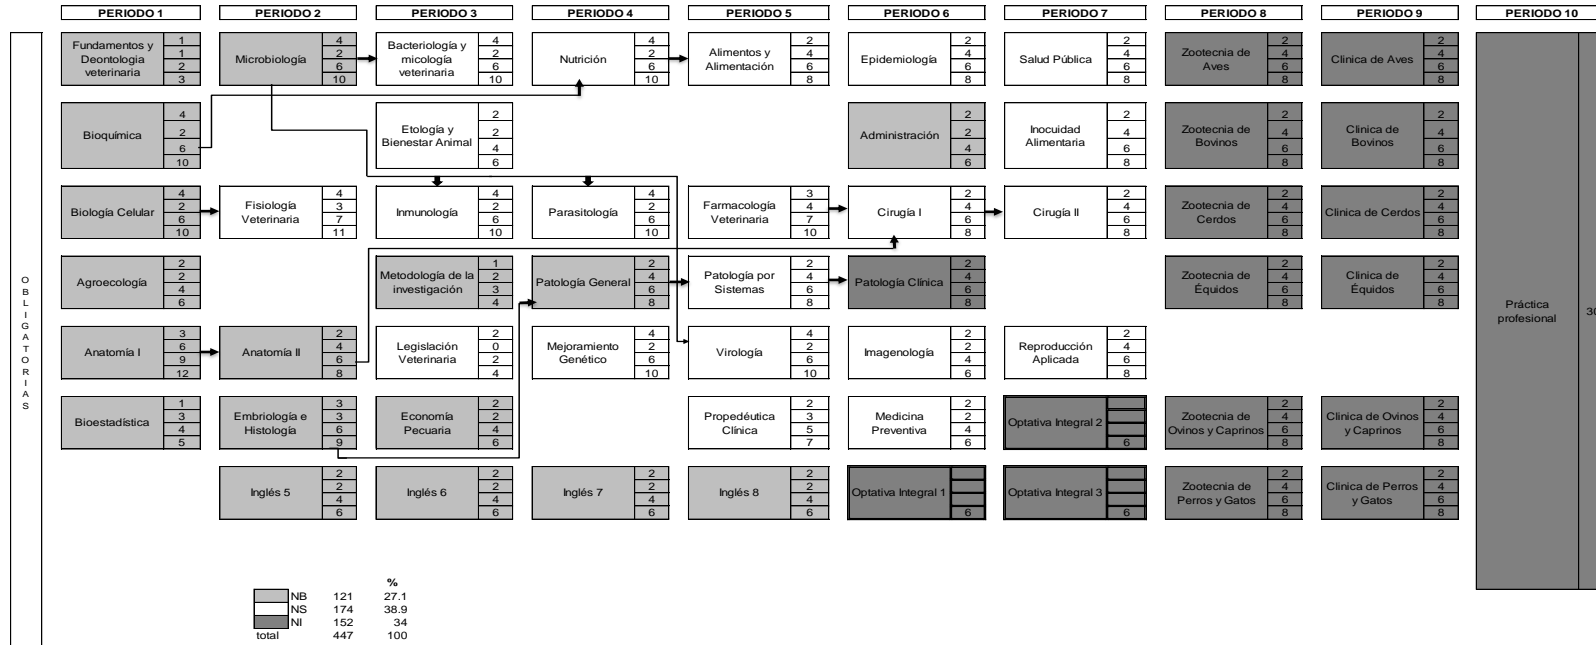 PERIODO 1
PERIODO 2
PERIODO 3
PERIODO 4
PERIODO 5
PERIODO 6
PERIODO 7
PERIODO 8
PERIODO 9
PERIODO 10
O
B
L
I
G
A
T
O
R
I
A
S
Fundamentos y
Deontologia
veterinaria
1
1
2
3
Microbiología
4
2
6
10
Bacteriología y
micología
veterinaria
4
2
6
10
Nutrición
4
2
6
10
Alimentos y
Alimentación
2
4
6
8
Epidemiología
2
4
6
8
Salud Pública
2
4
6
8
Zootecnia de
Aves
2
4
6
8
Clinica de Aves
2
4
6
8
Bioquímica
4
2
6
10
Etología y
Bienestar Animal
2
2
4
6
Administración
2
2
4
6
Inocuidad
Alimentaria
2
4
6
8
Zootecnia de
Bovinos
2
4
6
8
Clinica de
Bovinos
2
4
6
8
Biología Celular
4
2
6
10
Fisiología
Veterinaria
4
3
7
11
Inmunología
4
2
6
10
Parasitología
4
2
6
10
Farmacología
Veterinaria
3
4
7
10
Cirugía I
2
4
6
8
Cirugía II
2
4
6
8
Zootecnia de
Cerdos
2
4
6
8
Clinica de Cerdos
2
4
6
8
Agroecología
2
2
4
6
Metodología de la
investigación
1
2
3
4
Patología General
2
4
6
8
Patología por
Sistemas
2
4
6
8
Patología Clínica
2
4
6
8
Zootecnia de
Équidos
2
4
6
8
Clinica de
Équidos
2
4
6
8
Práctica
profesional
30
Anatomía I
3
6
9
12
Anatomía II
2
4
6
8
Legislación
Veterinaria
2
0
2
4
Mejoramiento
Genético
4
2
6
10
Virología
4
2
6
10
Imagenología
2
2
4
6
Reproducción
Aplicada
2
4
6
8
Bioestadística
1
3
4
5
Embriología e
Histología
3
3
6
9
Economía
Pecuaria
2
2
4
6
Propedéutica
Clínica
2
3
5
7
Medicina
Preventiva
2
2
4
6
Optativa Integral 2
6
Zootecnia de
Ovinos y Caprinos
2
4
6
8
Clinica de Ovinos
y Caprinos
2
4
6
8
Inglés 5
2
2
4
6
Inglés 6
2
2
4
6
Inglés 7
2
2
4
6
Inglés 8
2
2
4
6
Optativa Integral 1
6
Optativa Integral 3
6
Zootecnia de
Perros y Gatos
2
4
6
8
Clinica de Perros
y Gatos
2
4
6
8
%
NB 121 27.1
NS 174 38.9
NI 152 34
total 447 100